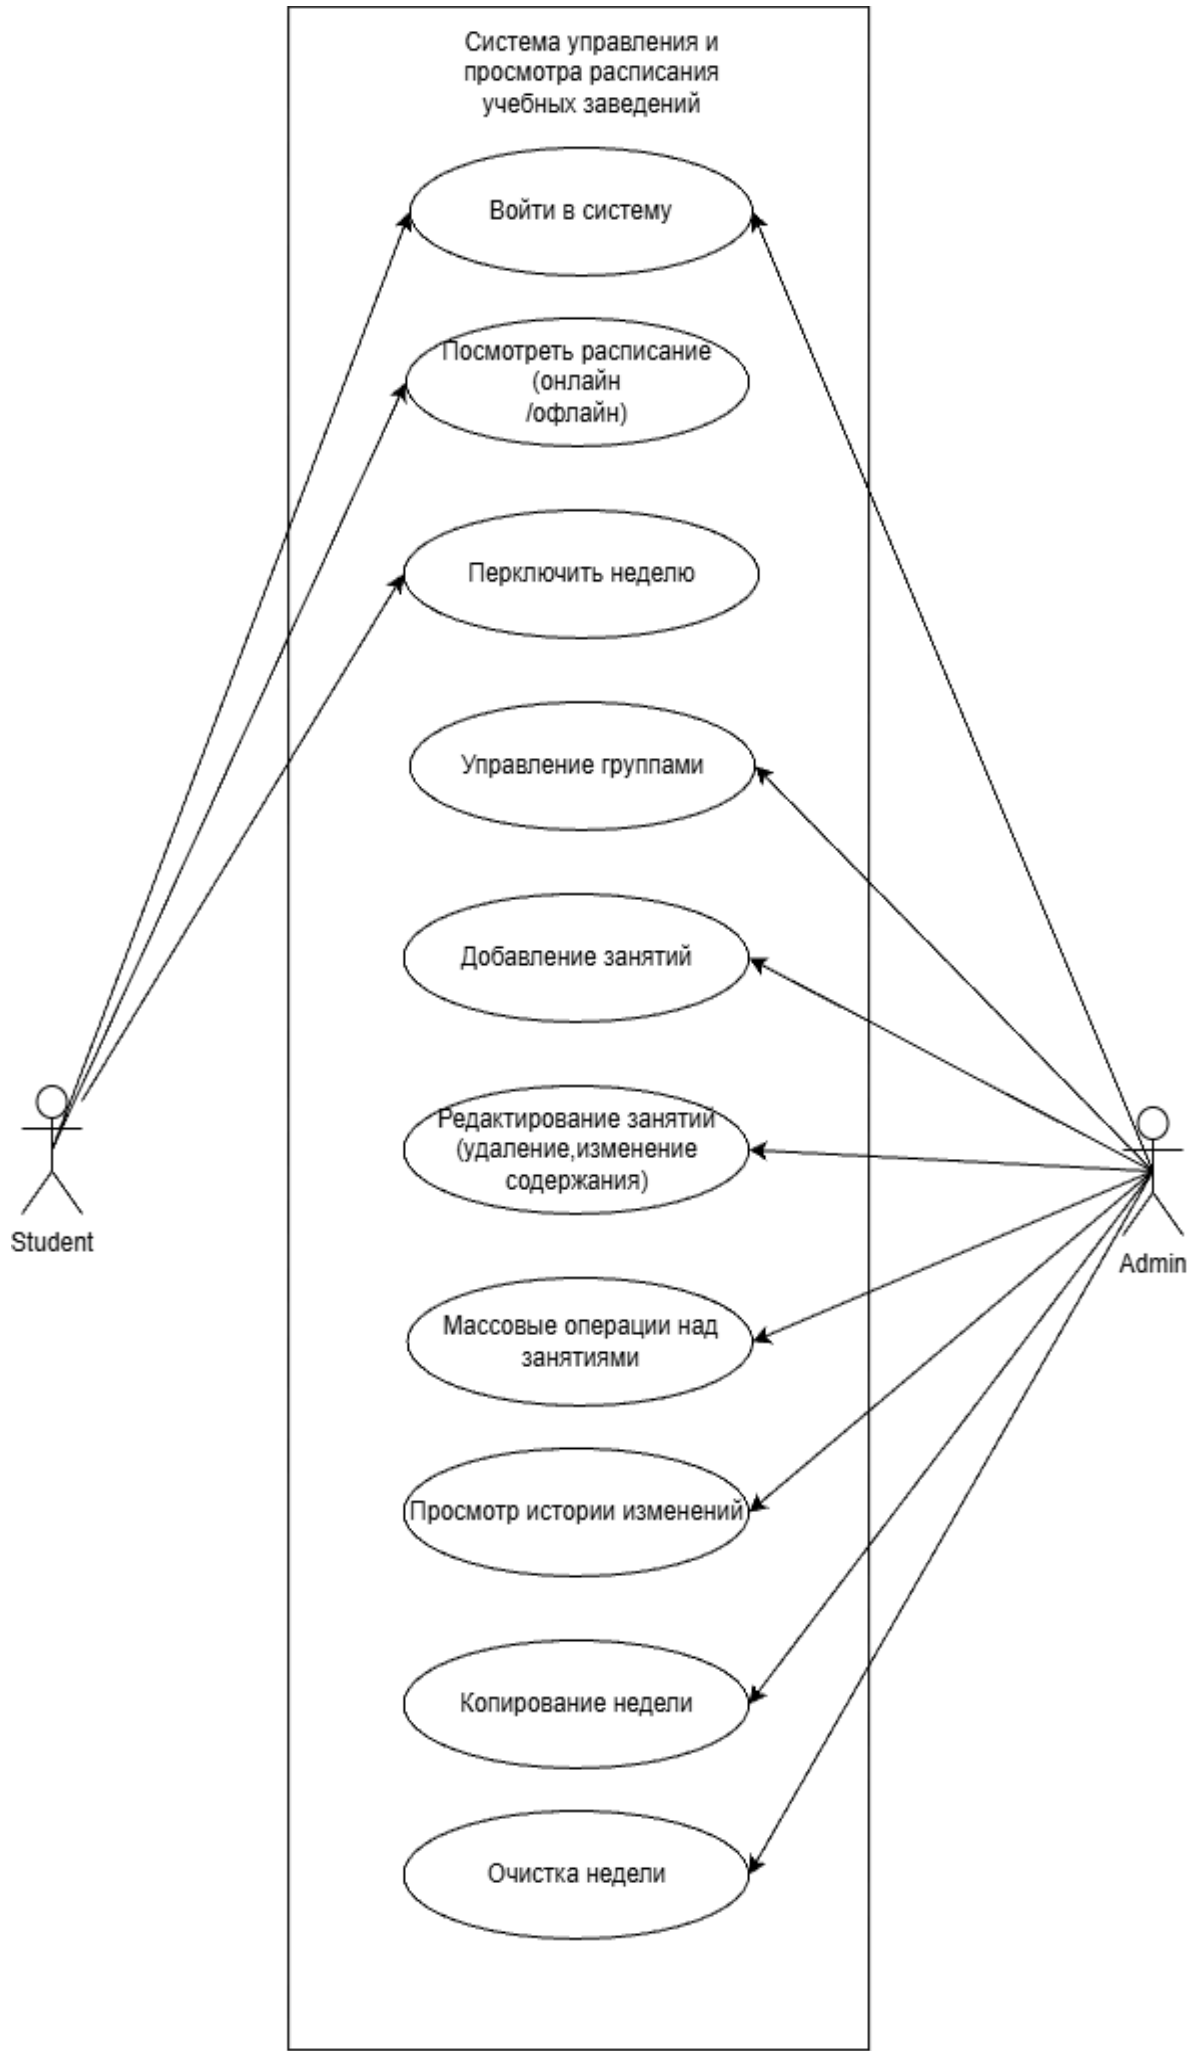 Система управления и
просмотра расписания
учебных заведений
Войти в систему
Посмотреть расписание
(онлайн
/офлайн)
Перключить неделю
Управление группами
Добавление занятий
Редактирование занятий
(удаление,изменение
содержания)
Student
Admin
Массовые операции над
занятиями
Просмотр истории изменений
Копирование недели
Очистка недели